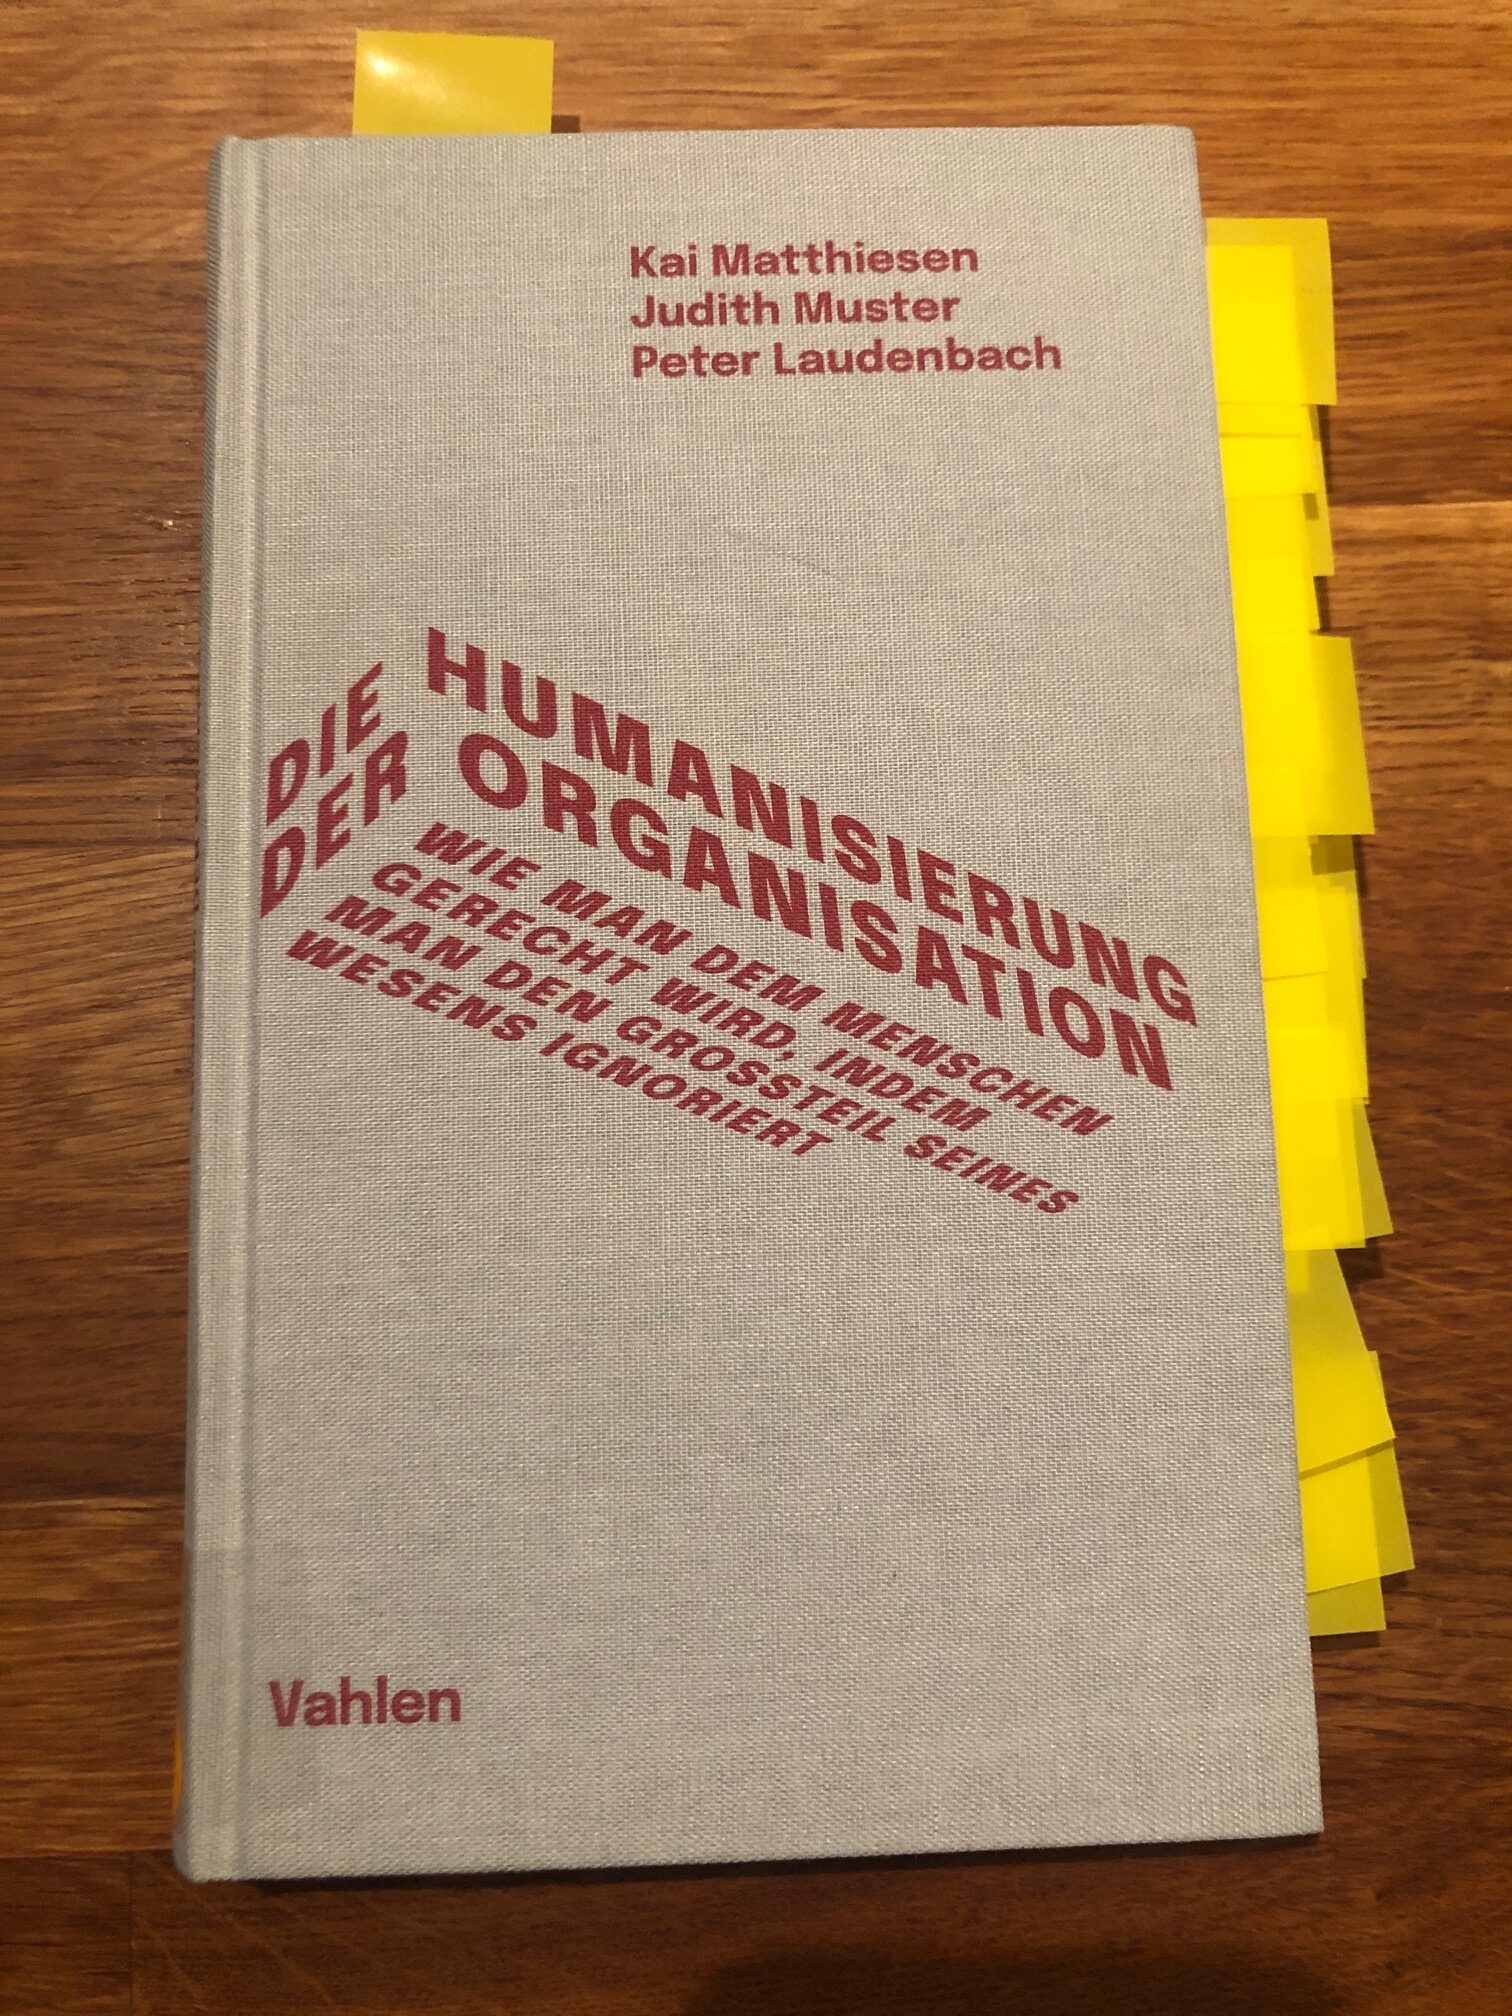 Kai Matthiesen
Judith Muster
Peter Laudenbach
DIE HUMANISIERUNG
DER ORGANISATION
WIE MAN DEM MENSCHEN
GERECHT WIRD, INDEM
MAN DEN GROSSTEIL SEINES
WESENS IGNORIERT
Vahlen